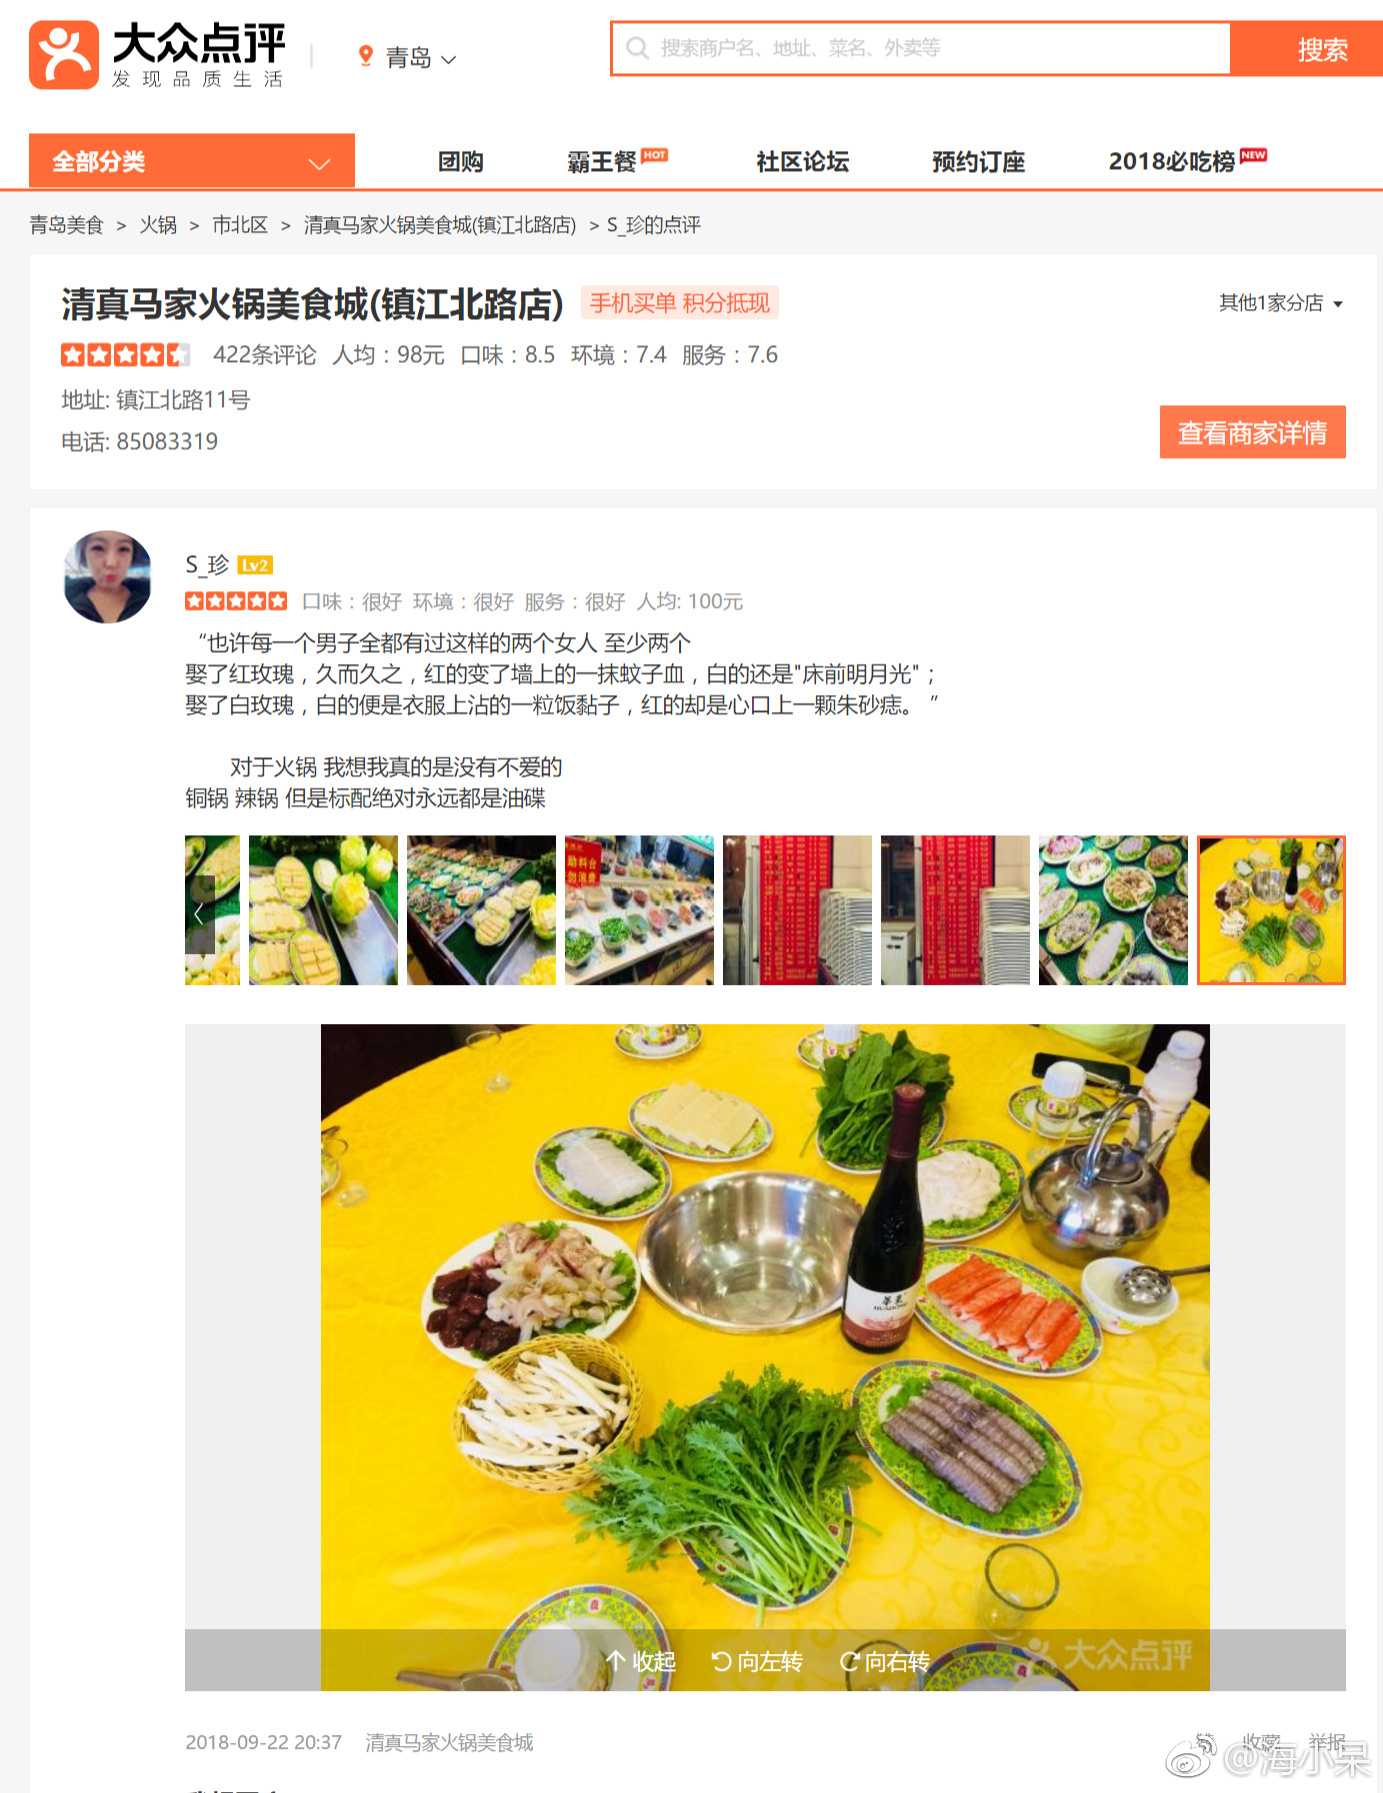 大众点评
发现品质生活
青岛
搜索商户名、地址、菜名、外卖等
搜索
全部分类
团购
霸王餐 HOT
社区论坛
预约订座
2018必吃榜 NEW
青岛美食 > 火锅 > 市北区 > 清真马家火锅美食城(镇江北路店) > S_珍的点评
清真马家火锅美食城(镇江北路店) 手机买单 积分抵现
其他1家分店
422条评论 人均：98元 口味：8.5 环境：7.4 服务：7.6
地址: 镇江北路11号
电话: 85083319
查看商家详情
S_珍 Lv2
口味：很好 环境：很好 服务：很好 人均: 100元
“也许每一个男子全都有过这样的两个女人 至少两个
娶了红玫瑰，久而久之，红的变了墙上的一抹蚊子血，白的还是"床前明月光"；
娶了白玫瑰，白的便是衣服上沾的一粒饭黏子，红的却是心口上一颗朱砂痣。”
对于火锅 我想我真的是没有不爱的
铜锅 辣锅 但是标配绝对永远都是油碟
助料台
勿浪费
收起 向左转 向右转
大众点评
2018-09-22 20:37 清真马家火锅美食城
赞 收藏 举报
@海小呆